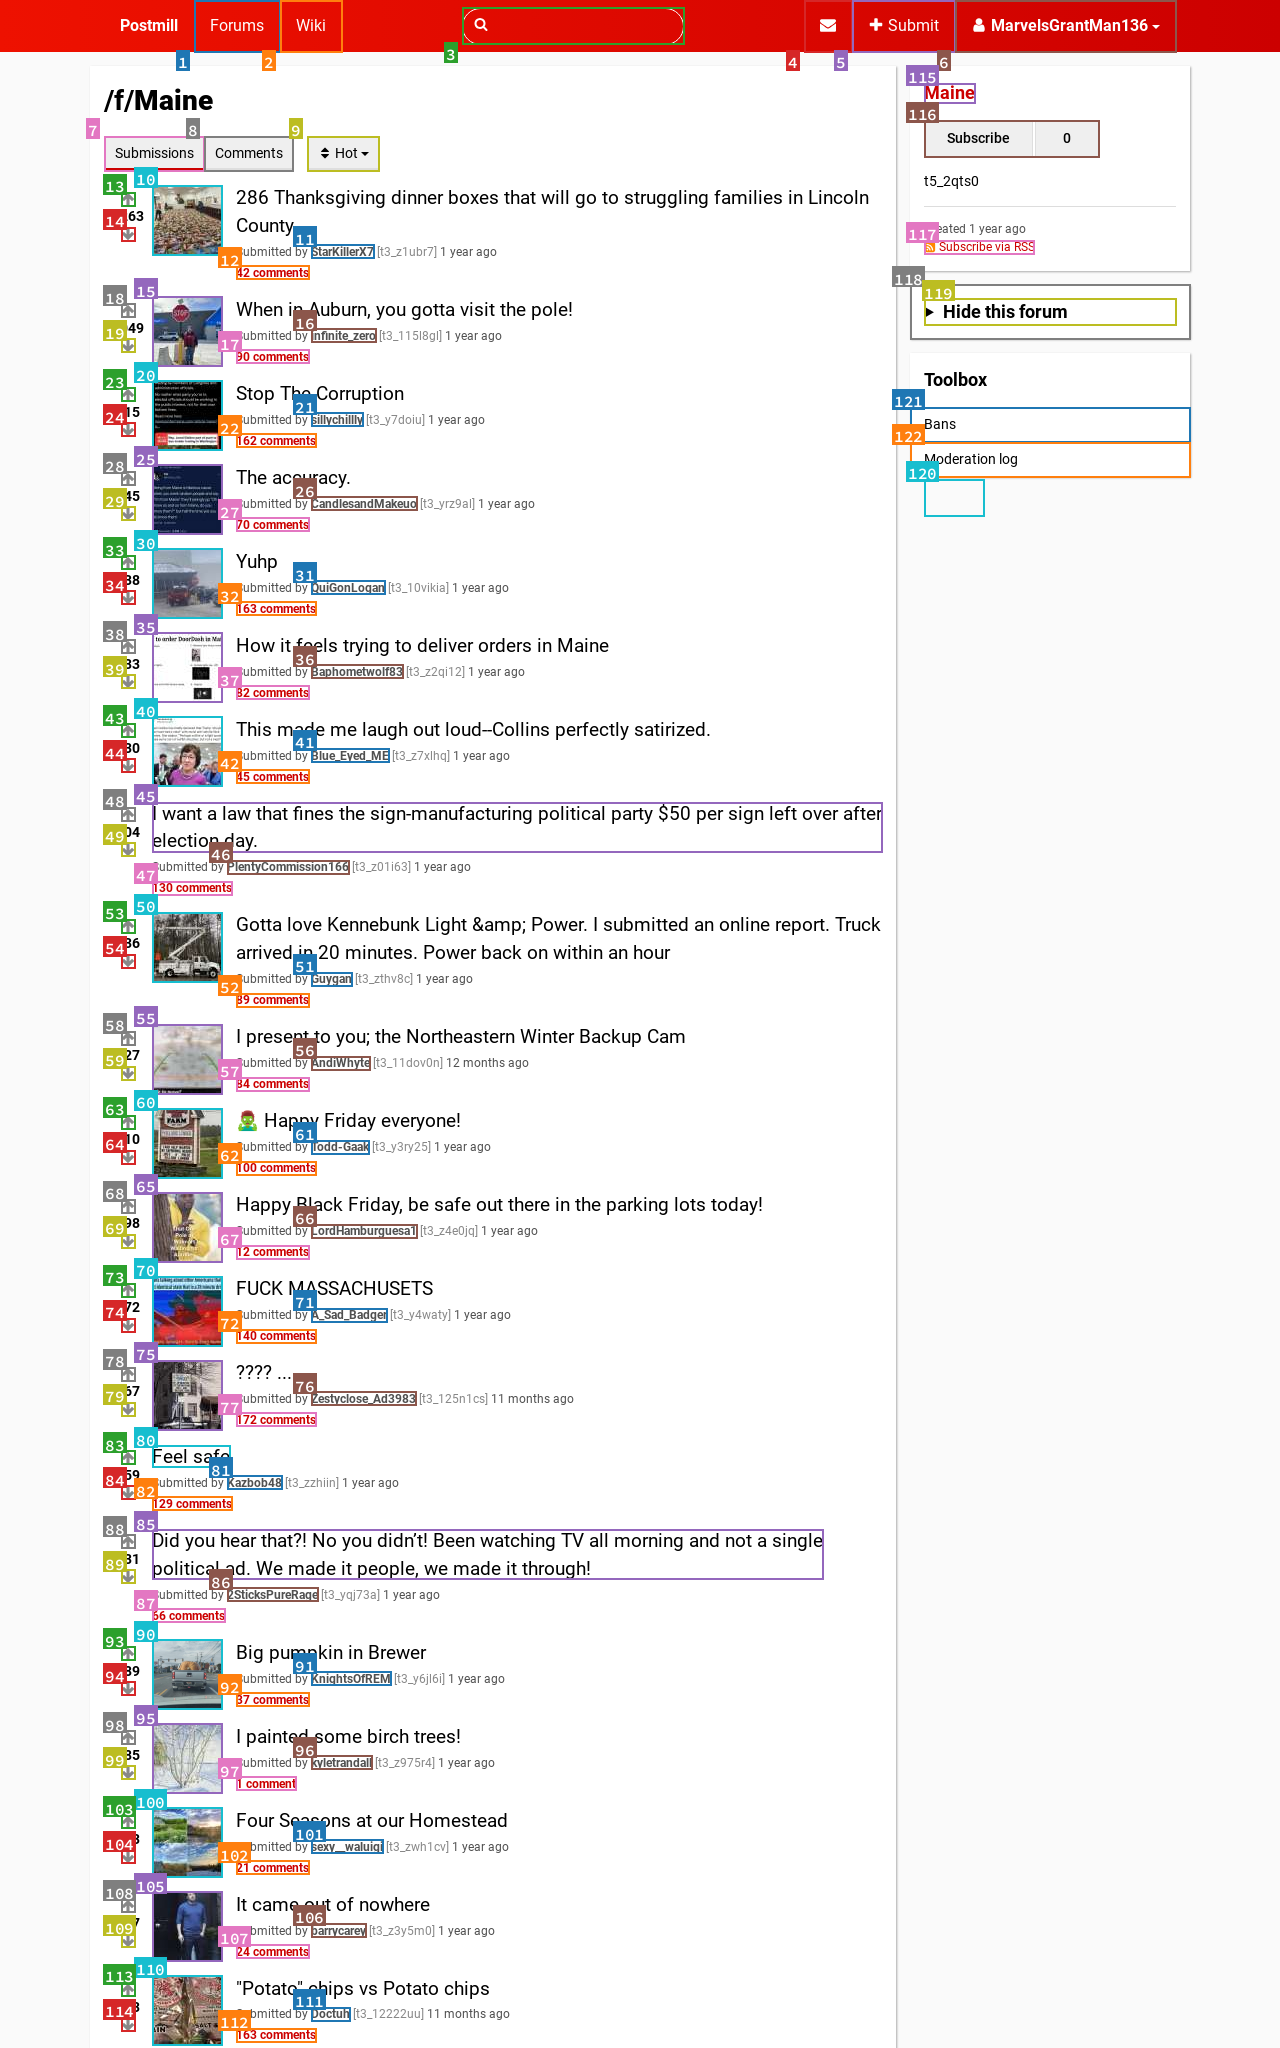 Postmill
Forums
Wiki
Submit
MarvelsGrantMan136
1
2
3
4
5
6
/f/Maine
7
8
9
Submissions
Comments
Hot
13
10
14
63
286 Thanksgiving dinner boxes that will go to struggling families in Lincoln
County
11
12
Submitted by StarKillerX7 [t3_z1ubr7] 1 year ago
42 comments
18
15
19
49
When in Auburn, you gotta visit the pole!
16
17
Submitted by infinite_zero [t3_115l8gl] 1 year ago
90 comments
23
20
24
15
Stop The Corruption
21
22
Submitted by sillychillly [t3_y7doiu] 1 year ago
162 comments
28
25
29
45
The accuracy.
26
27
Submitted by CandlesandMakeuo [t3_yrz9al] 1 year ago
70 comments
33
30
34
38
Yuhp
31
32
Submitted by QuiGonLogan [t3_10vikia] 1 year ago
163 comments
38
35
39
33
How it feels trying to deliver orders in Maine
36
37
Submitted by Baphometwolf83 [t3_z2qi12] 1 year ago
82 comments
43
40
44
30
This made me laugh out loud--Collins perfectly satirized.
41
42
Submitted by Blue_Eyed_ME [t3_z7xlhq] 1 year ago
45 comments
48
45
49
04
I want a law that fines the sign-manufacturing political party $50 per sign left over after
election day.
46
47
Submitted by PlentyCommission166 [t3_z01i63] 1 year ago
130 comments
53
50
54
36
Gotta love Kennebunk Light &amp; Power. I submitted an online report. Truck
arrived in 20 minutes. Power back on within an hour
51
52
Submitted by Guygan [t3_zthv8c] 1 year ago
89 comments
58
55
59
27
I present to you; the Northeastern Winter Backup Cam
56
57
Submitted by AndiWhyte [t3_11dov0n] 12 months ago
84 comments
63
60
64
10
Happy Friday everyone!
61
62
Submitted by Todd-Gaak [t3_y3ry25] 1 year ago
100 comments
68
65
69
98
Happy Black Friday, be safe out there in the parking lots today!
66
67
Submitted by LordHamburguesa1 [t3_z4e0jq] 1 year ago
12 comments
73
70
74
72
FUCK MASSACHUSETS
71
72
Submitted by A_Sad_Badger [t3_y4waty] 1 year ago
140 comments
78
75
79
67
???? ...
76
77
Submitted by Zestyclose_Ad3983 [t3_125n1cs] 11 months ago
172 comments
83
80
84
59
Feel safe
81
82
Submitted by Kazbob48 [t3_zzhiin] 1 year ago
129 comments
88
85
89
31
Did you hear that?! No you didn’t! Been watching TV all morning and not a single
political ad. We made it people, we made it through!
86
87
Submitted by 2SticksPureRage [t3_yqj73a] 1 year ago
66 comments
93
90
94
39
Big pumpkin in Brewer
91
92
Submitted by KnightsOfREM [t3_y6jl6i] 1 year ago
37 comments
98
95
99
35
I painted some birch trees!
96
97
Submitted by kyletrandall [t3_z975r4] 1 year ago
1 comment
103
100
104
Four Seasons at our Homestead
101
102
Submitted by sexy__waluigi [t3_zwh1cv] 1 year ago
21 comments
108
105
109
It came out of nowhere
106
107
Submitted by barrycarey [t3_z3y5m0] 1 year ago
24 comments
113
110
114
"Potato" chips vs Potato chips
111
112
Submitted by Doctuh [t3_12222uu] 11 months ago
163 comments
115
Maine
116
Subscribe
0
t5_2qts0
117
Created 1 year ago
Subscribe via RSS
118
119
Hide this forum
Toolbox
121
Bans
122
Moderation log
120